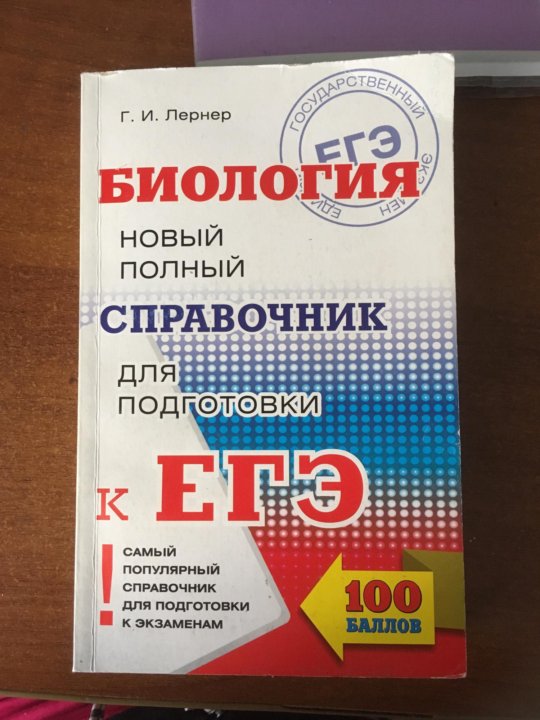 Г. И. Лернер
ГОСУДАРСТВЕННЫЙ
ЕГЭ
БИОЛОГИЯ
НОВЫЙ
ПОЛНЫЙ
СПРАВОЧНИК
ДЛЯ
ПОДГОТОВКИ
К ЕГЭ
!
САМЫЙ
ПОПУЛЯРНЫЙ
СПРАВОЧНИК
ДЛЯ ПОДГОТОВКИ
К ЭКЗАМЕНАМ
100
БАЛЛОВ